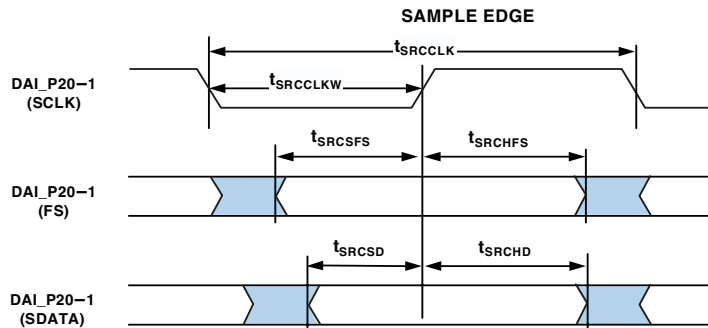 SAMPLE EDGE
tSRCCLK
DAI_P20–1
(SCLK)
tSRCCLKW
tSRCSFS
tSRCHFS
DAI_P20–1
(FS)
tSRCSD
tSRCHD
DAI_P20–1
(SDATA)